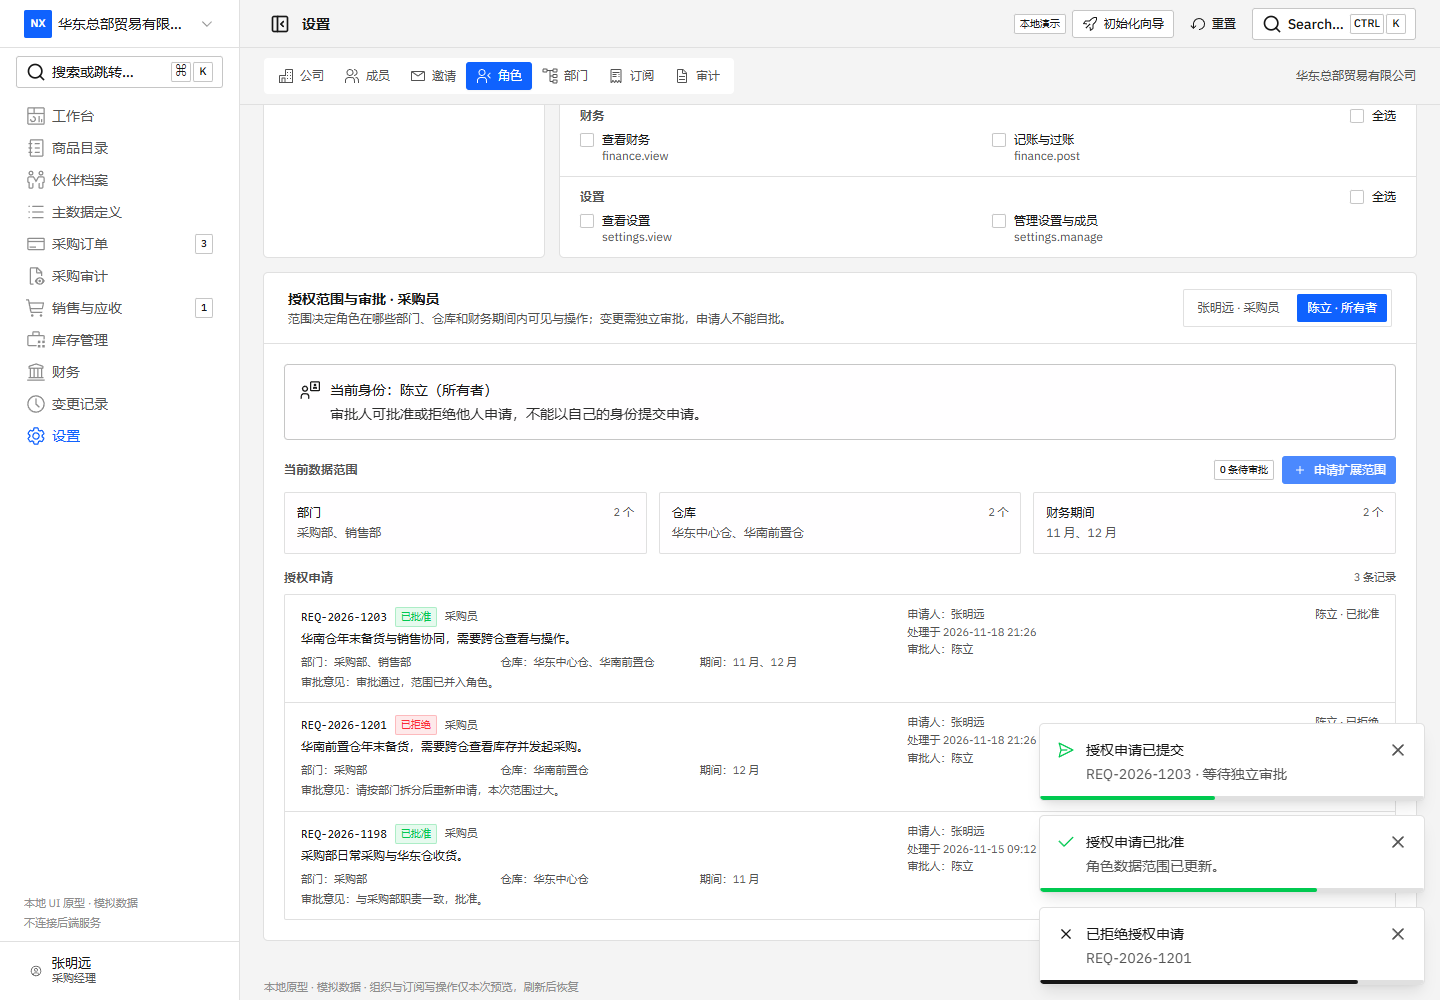 NX 华东总部贸易有限...
搜索或跳转... ⌘ K
工作台
商品目录
伙伴档案
主数据定义
采购订单 3
采购审计
销售与应收 1
库存管理
财务
变更记录
设置
本地 UI 原型 · 模拟数据
不连接后端服务
张明远
采购经理
设置
本地演示 初始化向导 重置 Search... CTRL K
公司 成员 邀请 角色 部门 订阅 审计
华东总部贸易有限公司
财务 全选
查看财务 记账与过账
finance.view finance.post
设置 全选
查看设置 管理设置与成员
settings.view settings.manage
授权范围与审批 · 采购员
范围决定角色在哪些部门、仓库和财务期间内可见与操作；变更需独立审批，申请人不能自批。
张明远 · 采购员 陈立 · 所有者
当前身份：陈立（所有者）
审批人可批准或拒绝他人申请，不能以自己的身份提交申请。
当前数据范围 0 条待审批 + 申请扩展范围
部门 2 个
采购部、销售部
仓库 2 个
华东中心仓、华南前置仓
财务期间 2 个
11 月、12 月
授权申请 3 条记录
REQ-2026-1203 已批准 采购员
华南仓年末备货与销售协同，需要跨仓查看与操作。
部门：采购部、销售部 仓库：华东中心仓、华南前置仓 期间：11 月、12 月
审批意见：审批通过，范围已并入角色。
申请人：张明远
处理于 2026-11-18 21:26
审批人：陈立
陈立 · 已批准
REQ-2026-1201 已拒绝 采购员
华南前置仓年末备货，需要跨仓查看库存并发起采购。
部门：采购部 仓库：华南前置仓 期间：12 月
审批意见：请按部门拆分后重新申请，本次范围过大。
申请人：张明远
处理于 2026-11-18 21:26
审批人：陈立
陈立 · 已拒绝
REQ-2026-1198 已批准 采购员
采购部日常采购与华东仓收货。
部门：采购部 仓库：华东中心仓 期间：11 月
审批意见：与采购部职责一致，批准。
申请人：张明远
处理于 2026-11-15 09:12
审批人：陈立
授权申请已提交
REQ-2026-1203 · 等待独立审批
授权申请已批准
角色数据范围已更新。
已拒绝授权申请
REQ-2026-1201
本地原型 · 模拟数据 · 组织与订阅写操作仅本次预览，刷新后恢复